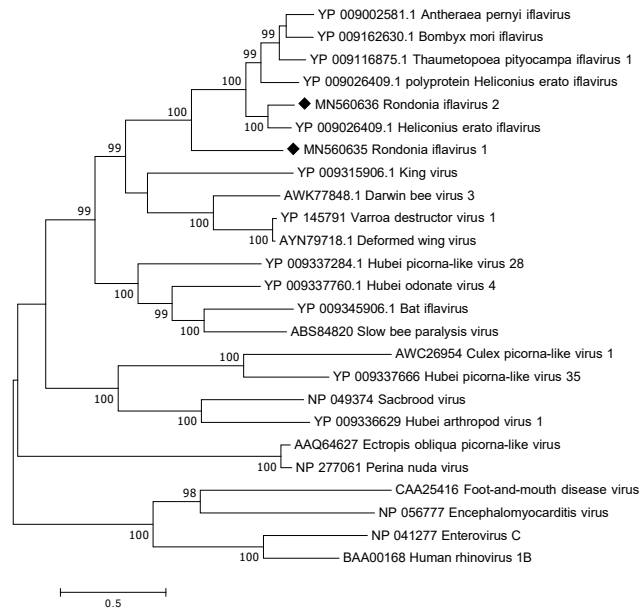 YP 009002581.1 Antheraea pernyi iflavirus
99
YP 009162630.1 Bombyx mori iflavirus
99
YP 009116875.1 Thaumetopoea pityocampa iflavirus 1
100
YP 009026409.1 polyprotein Heliconius erato iflavirus
100
MN560636 Rondonia iflavirus 2
100
YP 009026409.1 Heliconius erato iflavirus
99
MN560635 Rondonia iflavirus 1
YP 009315906.1 King virus
AWK77848.1 Darwin bee virus 3
99
100
YP 145791 Varroa destructor virus 1
100
AYN79718.1 Deformed wing virus
YP 009337284.1 Hubei picorna-like virus 28
100
YP 009337760.1 Hubei odonate virus 4
99
YP 009345906.1 Bat iflavirus
100
ABS84820 Slow bee paralysis virus
AWC26954 Culex picorna-like virus 1
100
YP 009337666 Hubei picorna-like virus 35
100
NP 049374 Sacbrood virus
100
YP 009336629 Hubei arthropod virus 1
AAQ64627 Ectropis obliqua picorna-like virus
100
NP 277061 Perina nuda virus
CAA25416 Foot-and-mouth disease virus
98
NP 056777 Encephalomyocarditis virus
100
NP 041277 Enterovirus C
100
BAA00168 Human rhinovirus 1B
0.5